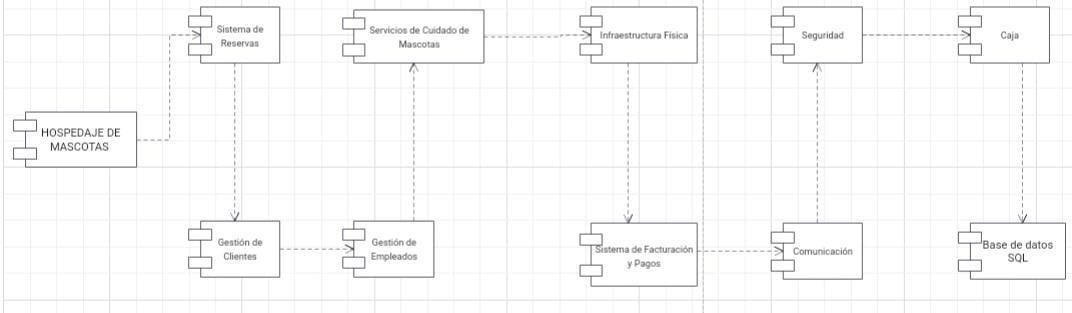 Sistema de
Reservas
Servicios de Cuidado de
Mascotas
Infraestructura Física
Seguridad
Caja
HOSPEDAJE DE
MASCOTAS
Gestión de
Clientes
Gestión de
Empleados
Sistema de Facturación
y Pagos
Comunicación
Base de datos
SQL